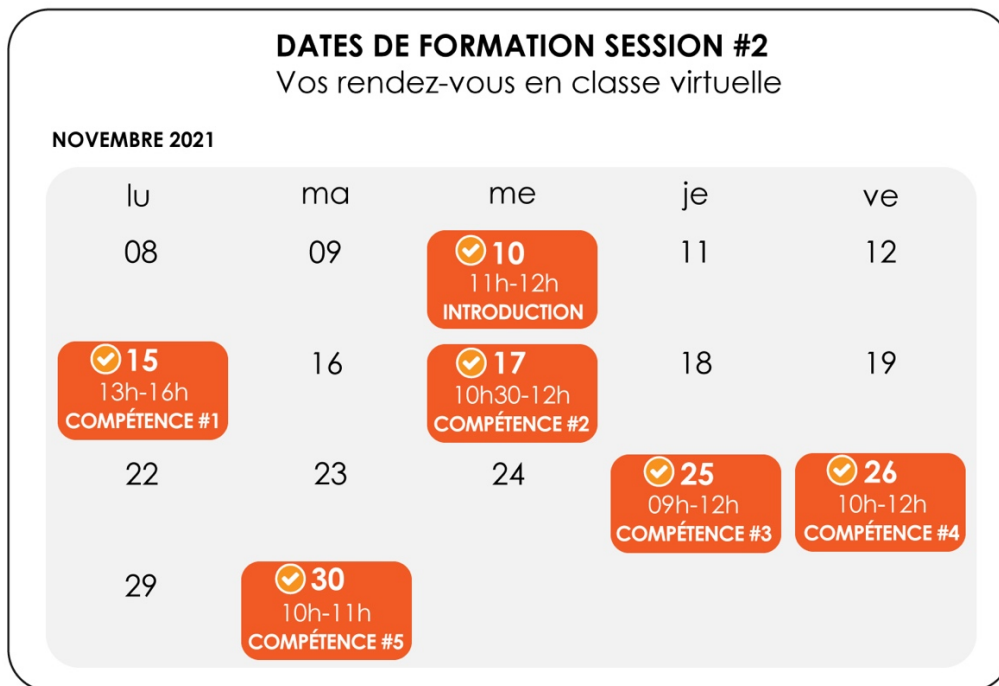 DATES DE FORMATION SESSION #2
Vos rendez-vous en classe virtuelle
NOVEMBRE 2021
lu ma me je ve
08 09 10 11 12
11h-12h
INTRODUCTION
15 16 17 18 19
13h-16h 10h30-12h
COMPÉTENCE #1 COMPÉTENCE #2
22 23 24 25 26
09h-12h 10h-12h
COMPÉTENCE #3 COMPÉTENCE #4
29 30
10h-11h
COMPÉTENCE #5